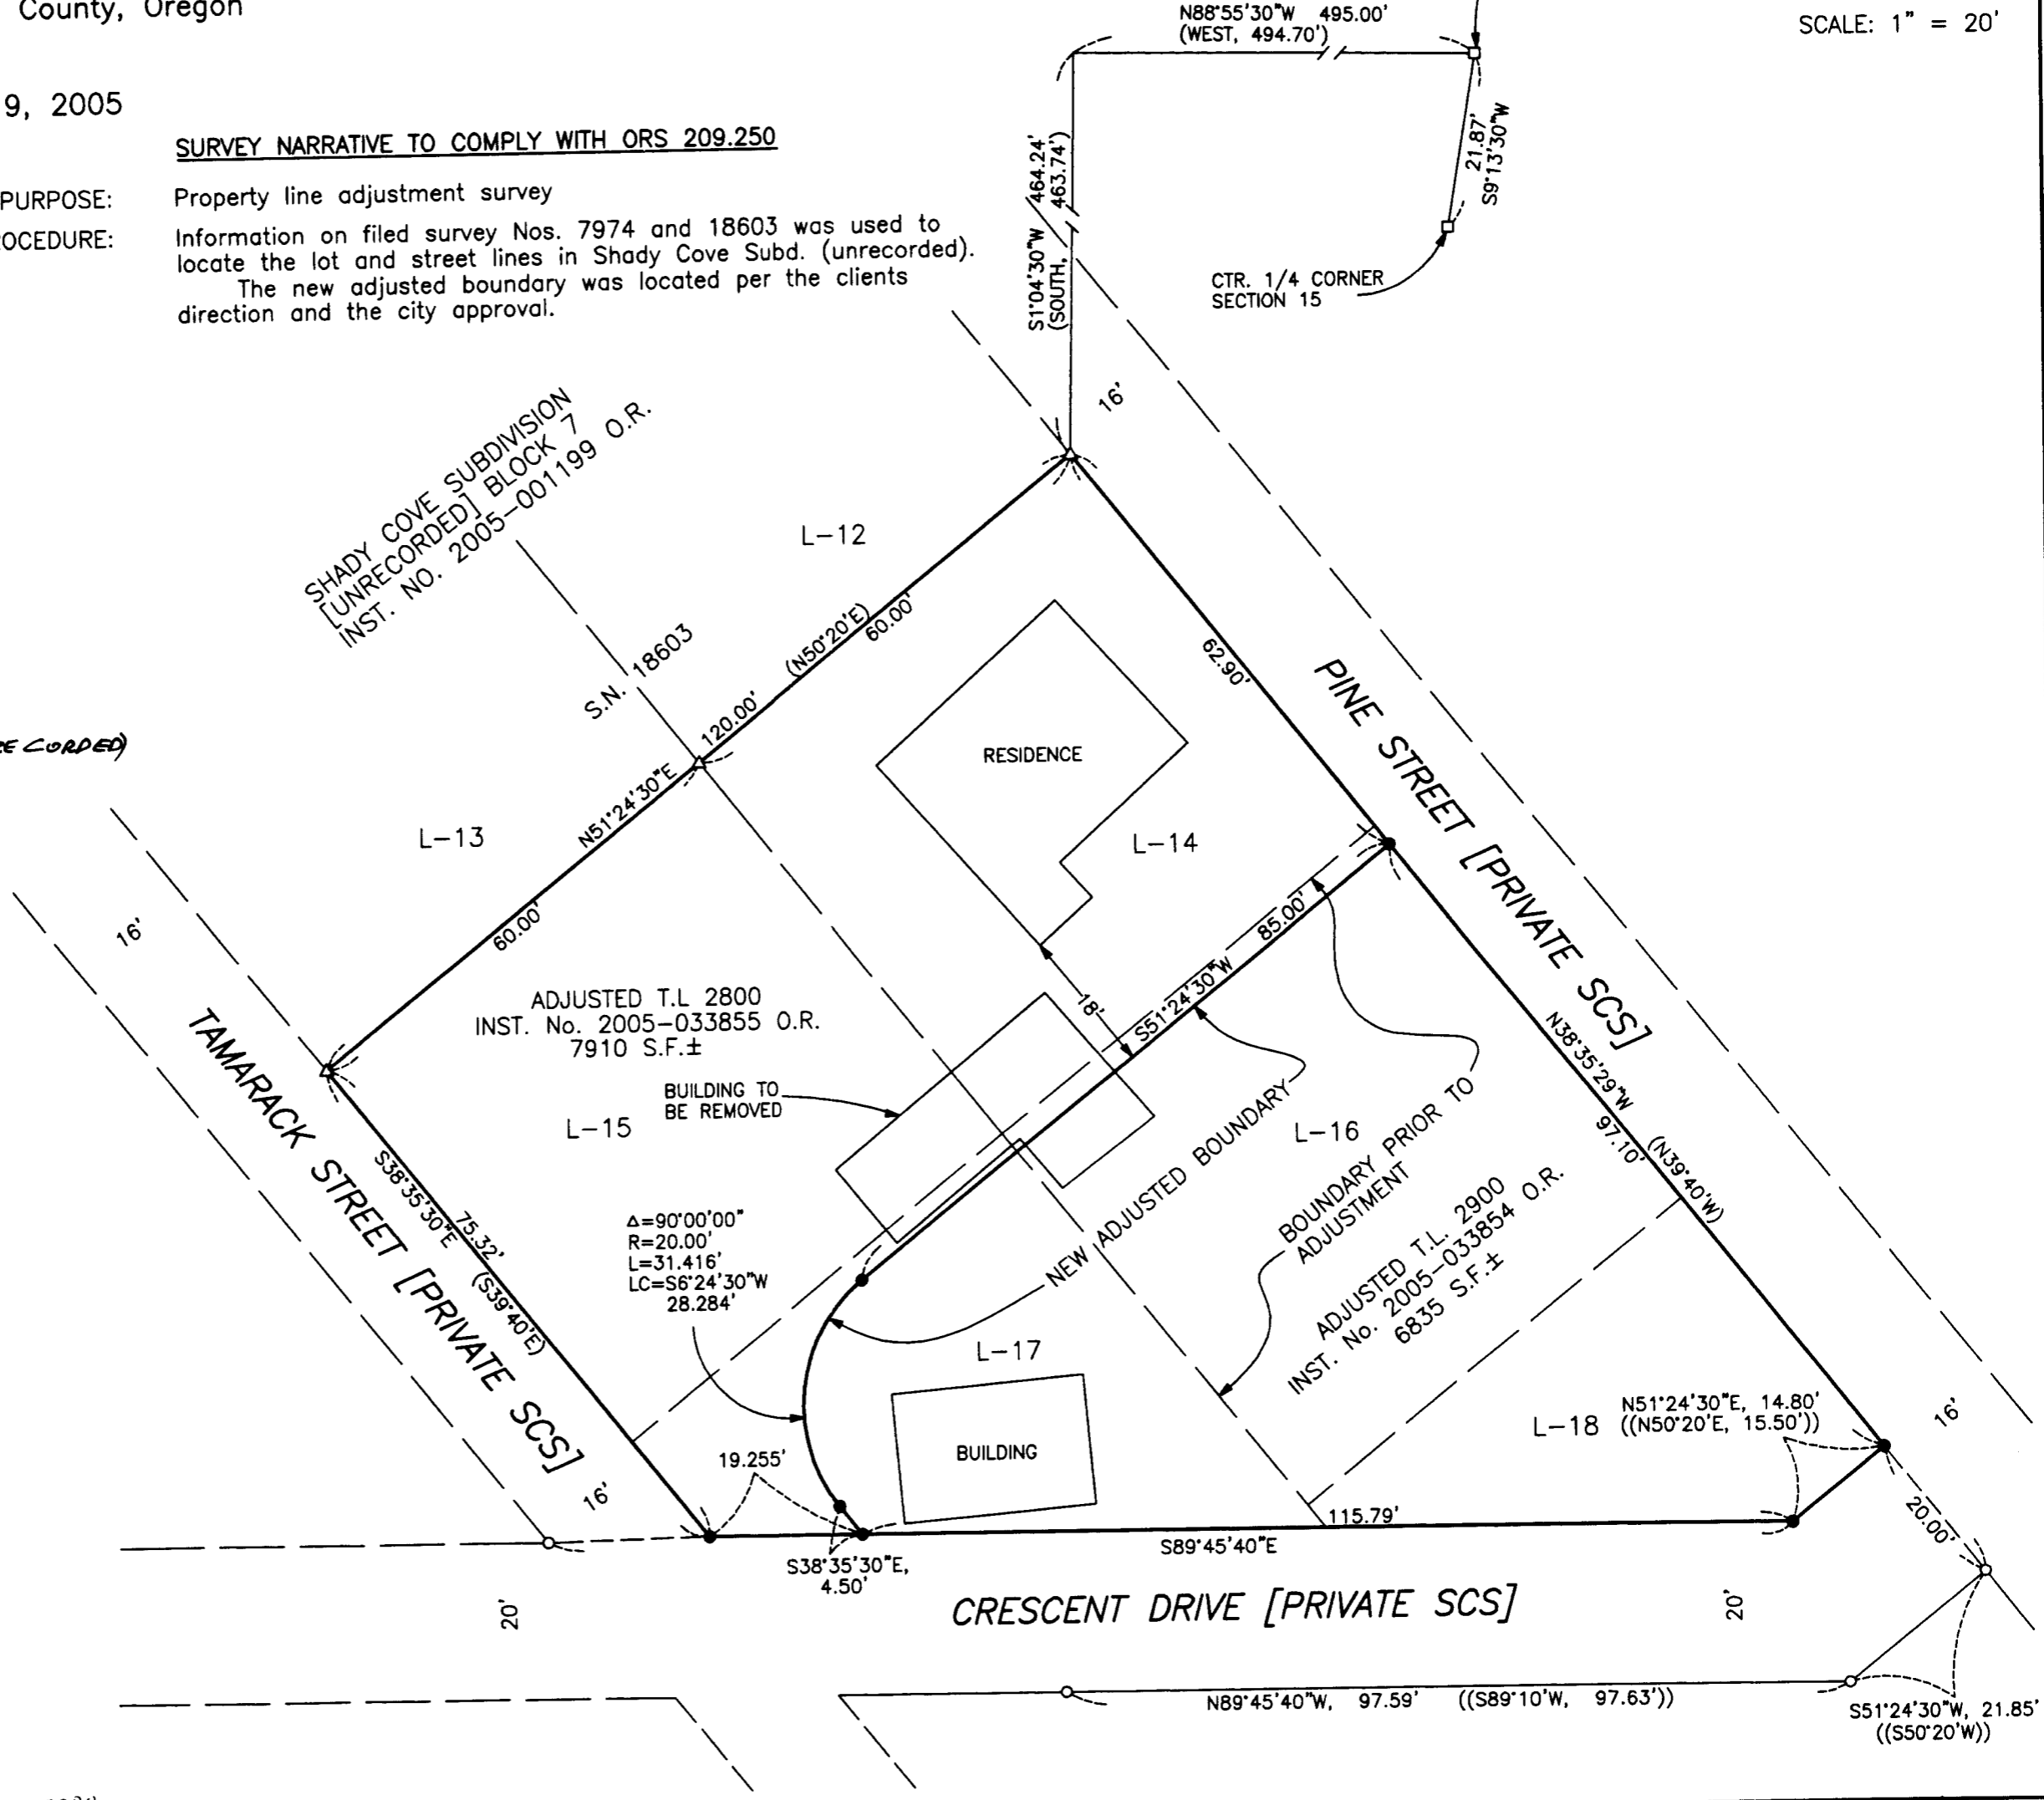 County, Oregon
SCALE: 1" = 20'
9, 2005
SURVEY NARRATIVE TO COMPLY WITH ORS 209.250
PURPOSE: Property line adjustment survey
OCEDURE: Information on filed survey Nos. 7974 and 18603 was used to
locate the lot and street lines in Shady Cove Subd. (unrecorded).
The new adjusted boundary was located per the clients
direction and the city approval.
N88°55'30"W 495.00'
(WEST, 494.70')
21.87'
S9°13'30"W
S1°04'30"W 464.24'
(SOUTH, 463.74')
CTR. 1/4 CORNER
SECTION 15
16'
SHADY COVE SUBDIVISION
[UNRECORDED] BLOCK 7
INST. NO. 2005-001199 O.R.
L-12
S.N. 18603
(N50°20'E)
60.00'
120.00'
N51°24'30"E
62.90'
PINE STREET [PRIVATE SCS]
RESIDENCE
RECORDED)
L-13
L-14
60.00'
16'
85.00'
S51°24'30"W
18'
ADJUSTED T.L 2800
INST. No. 2005-033855 O.R.
7910 S.F.±
BUILDING TO
BE REMOVED
L-15
L-16
TAMARACK STREET [PRIVATE SCS]
S38°35'30"E
75.32'
(S39°40'E)
N38°35'29"W
97.10'
(N39°40'W)
NEW ADJUSTED BOUNDARY
BOUNDARY PRIOR TO
ADJUSTMENT
ADJUSTED T.L. 2900
INST. No. 2005-033854 O.R.
6835 S.F.±
Δ=90°00'00"
R=20.00'
L=31.416'
LC=S6°24'30"W
28.284'
L-17
BUILDING
L-18
N51°24'30"E, 14.80'
((N50°20'E, 15.50'))
16'
19.255'
16'
115.79'
S89°45'40"E
20.00'
S38°35'30"E,
4.50'
20'
CRESCENT DRIVE [PRIVATE SCS]
20'
N89°45'40"W, 97.59' ((S89°10'W, 97.63'))
S51°24'30"W, 21.85'
((S50°20'W))